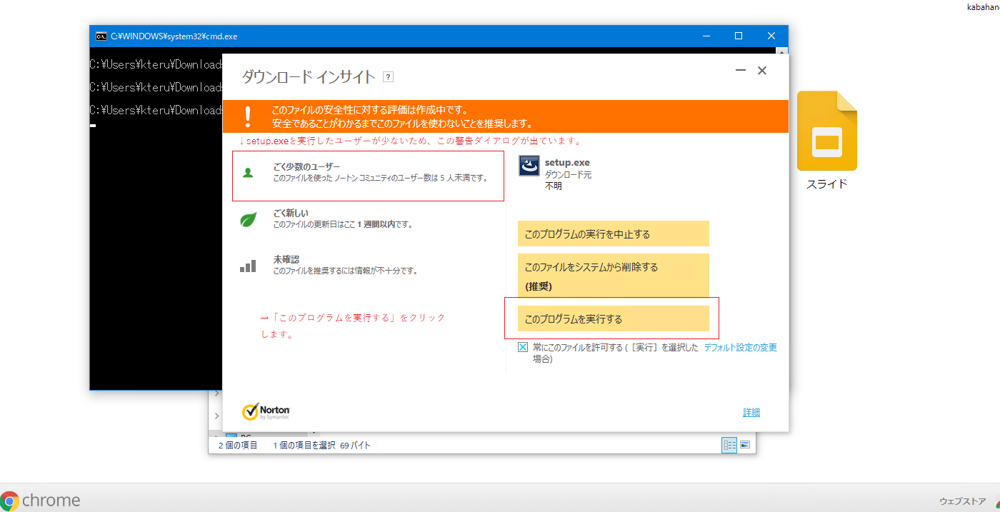 kabahan
C:¥WINDOWS¥system32¥cmd.exe
C:¥Users¥kteru¥Download
C:¥Users¥kteru¥Download
C:¥Users¥kteru¥Download
ダウンロード インサイト ?
このファイルの安全性に対する評価は作成中です。
安全であることがわかるまでこのファイルを使わないことを推奨します。
↓setup.exeを実行したユーザーが少ないため、この警告ダイアログが出ています。
ごく少数のユーザー
このファイルを使った ノートン コミュニティのユーザー数は 5 人未満です。
ごく新しい
このファイルの更新日はここ 1 週間以内です。
未確認
このファイルを推奨するには情報が不十分です。
→「このプログラムを実行する」をクリック
します。
setup.exe
ダウンロード元
不明
このプログラムの実行を中止する
このファイルをシステムから削除する
(推奨)
このプログラムを実行する
常にこのファイルを許可する (［実行］を選択した
場合)
デフォルト設定の変更
Norton
by Symantec
詳細
スライド
PC
2 個の項目
1 個の項目を選択 69 バイト
chrome
ウェブストア